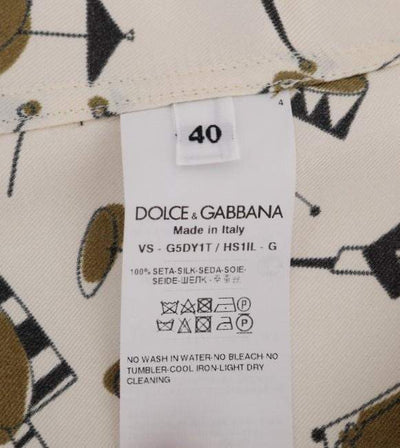 40
4
DOLCE & GABBANA
Made in Italy
VS - G5DY1T / HS1IL - G
100% SETA-SILK-SEDA-SOIE-
SEIDE-ШЕЛК -
P
P
NO WASH IN WATER-NO BLEACH-NO
TUMBLER-COOL IRON-LIGHT DRY
CLEANING